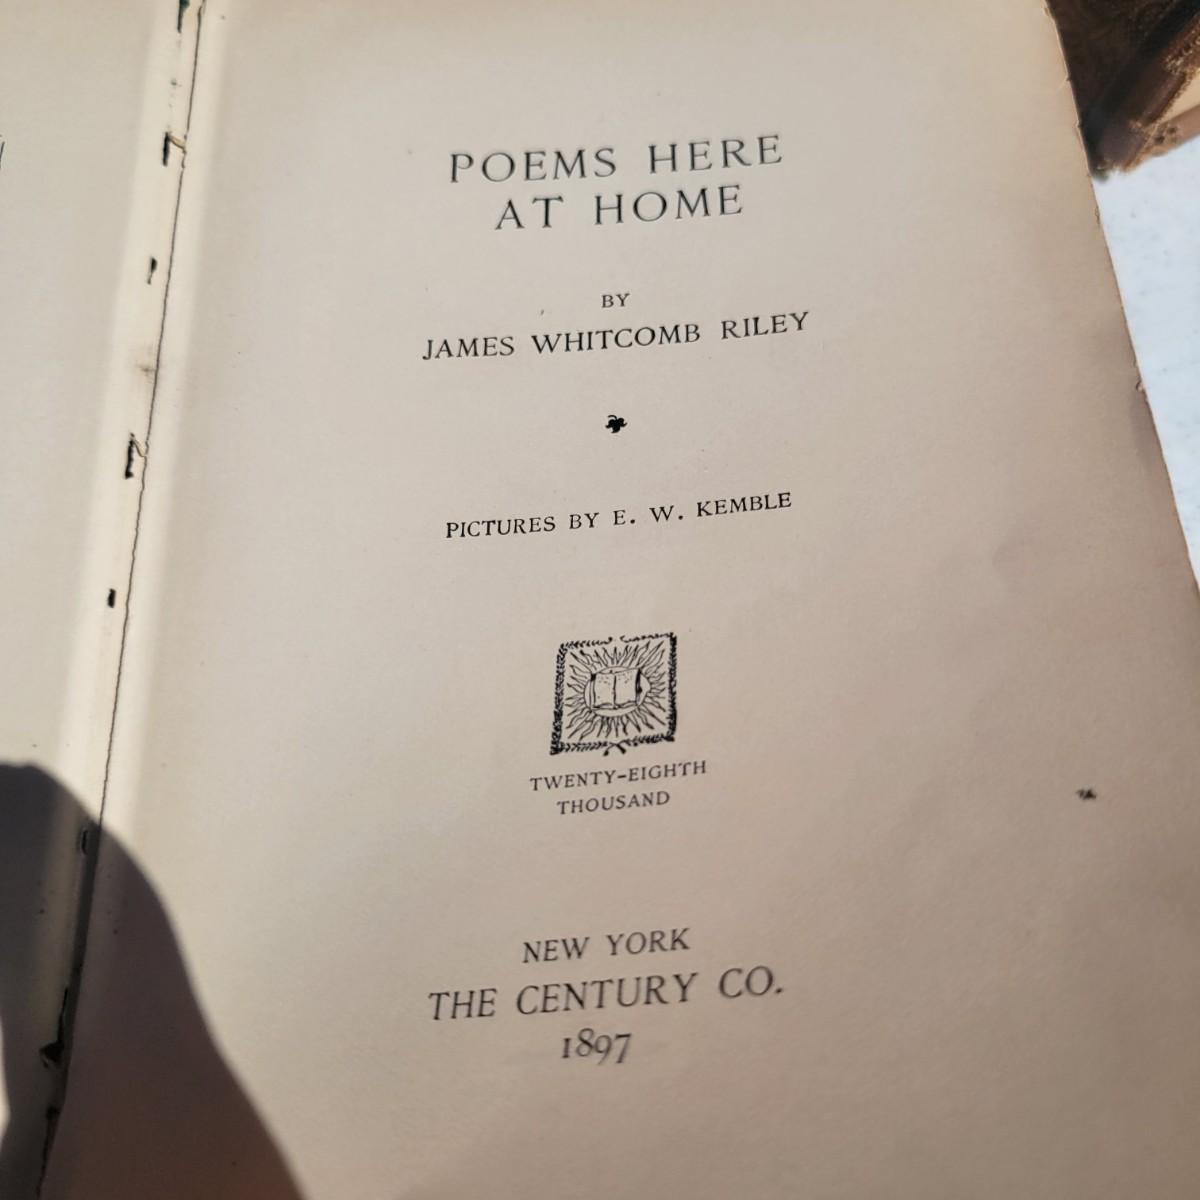 POEMS HERE
AT HOME
BY
JAMES WHITCOMB RILEY
PICTURES BY E. W. KEMBLE
TWENTY-EIGHTH
THOUSAND
NEW YORK
THE CENTURY CO.
1897